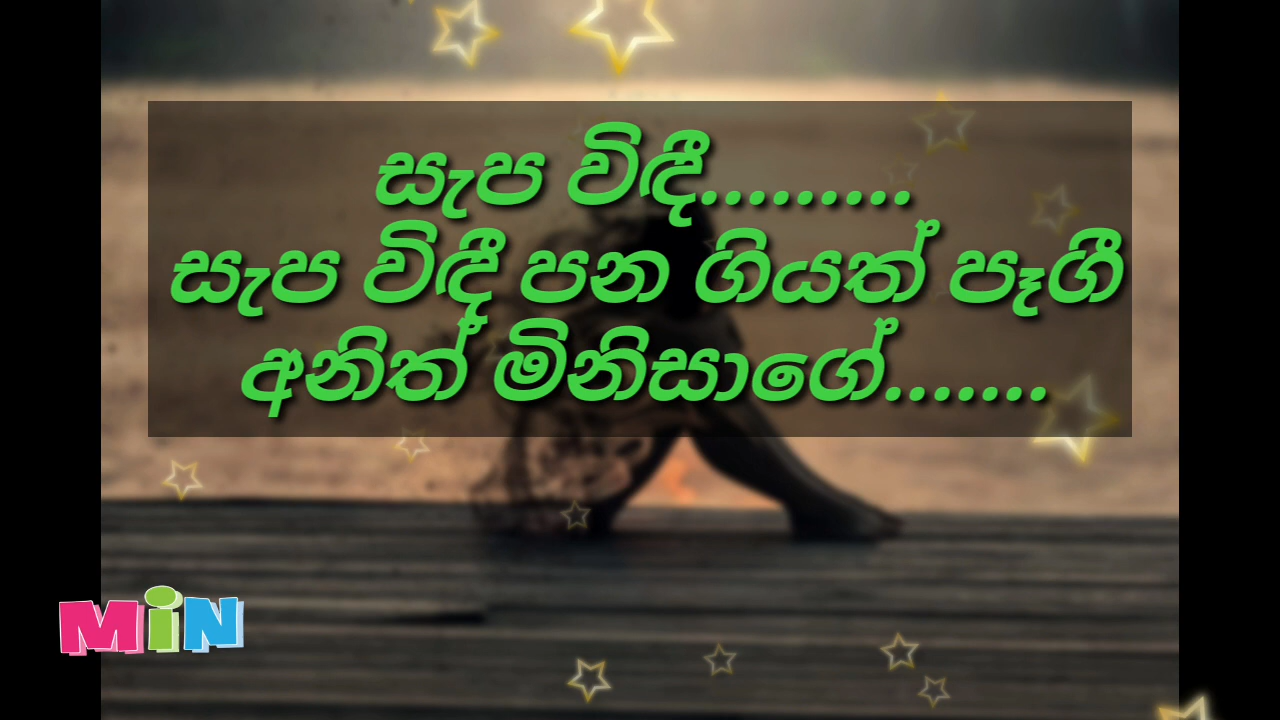 සැප විඳී.........
සැප විඳී පන ගියත් පෑගී
අනිත් මිනිසාගේ.......
MiN